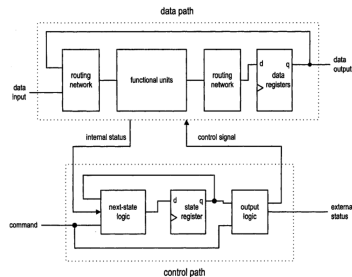 data path
routing
network
functional units
routing
network
d q
data
registers
data
output
data
input
internal status
control signal
next-state
logic
d q
state
register
output
logic
command
external
status
control path